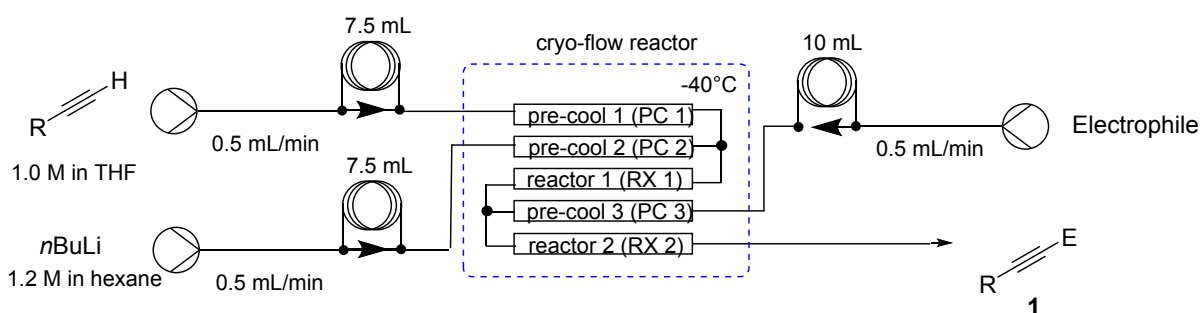 7.5 mL
cryo-flow reactor
10 mL
-40°C
H
R
pre-cool 1 (PC 1)
0.5 mL/min
pre-cool 2 (PC 2)
0.5 mL/min
Electrophile
1.0 M in THF
7.5 mL
reactor 1 (RX 1)
pre-cool 3 (PC 3)
nBuLi
reactor 2 (RX 2)
1.2 M in hexane
0.5 mL/min
E
R
1